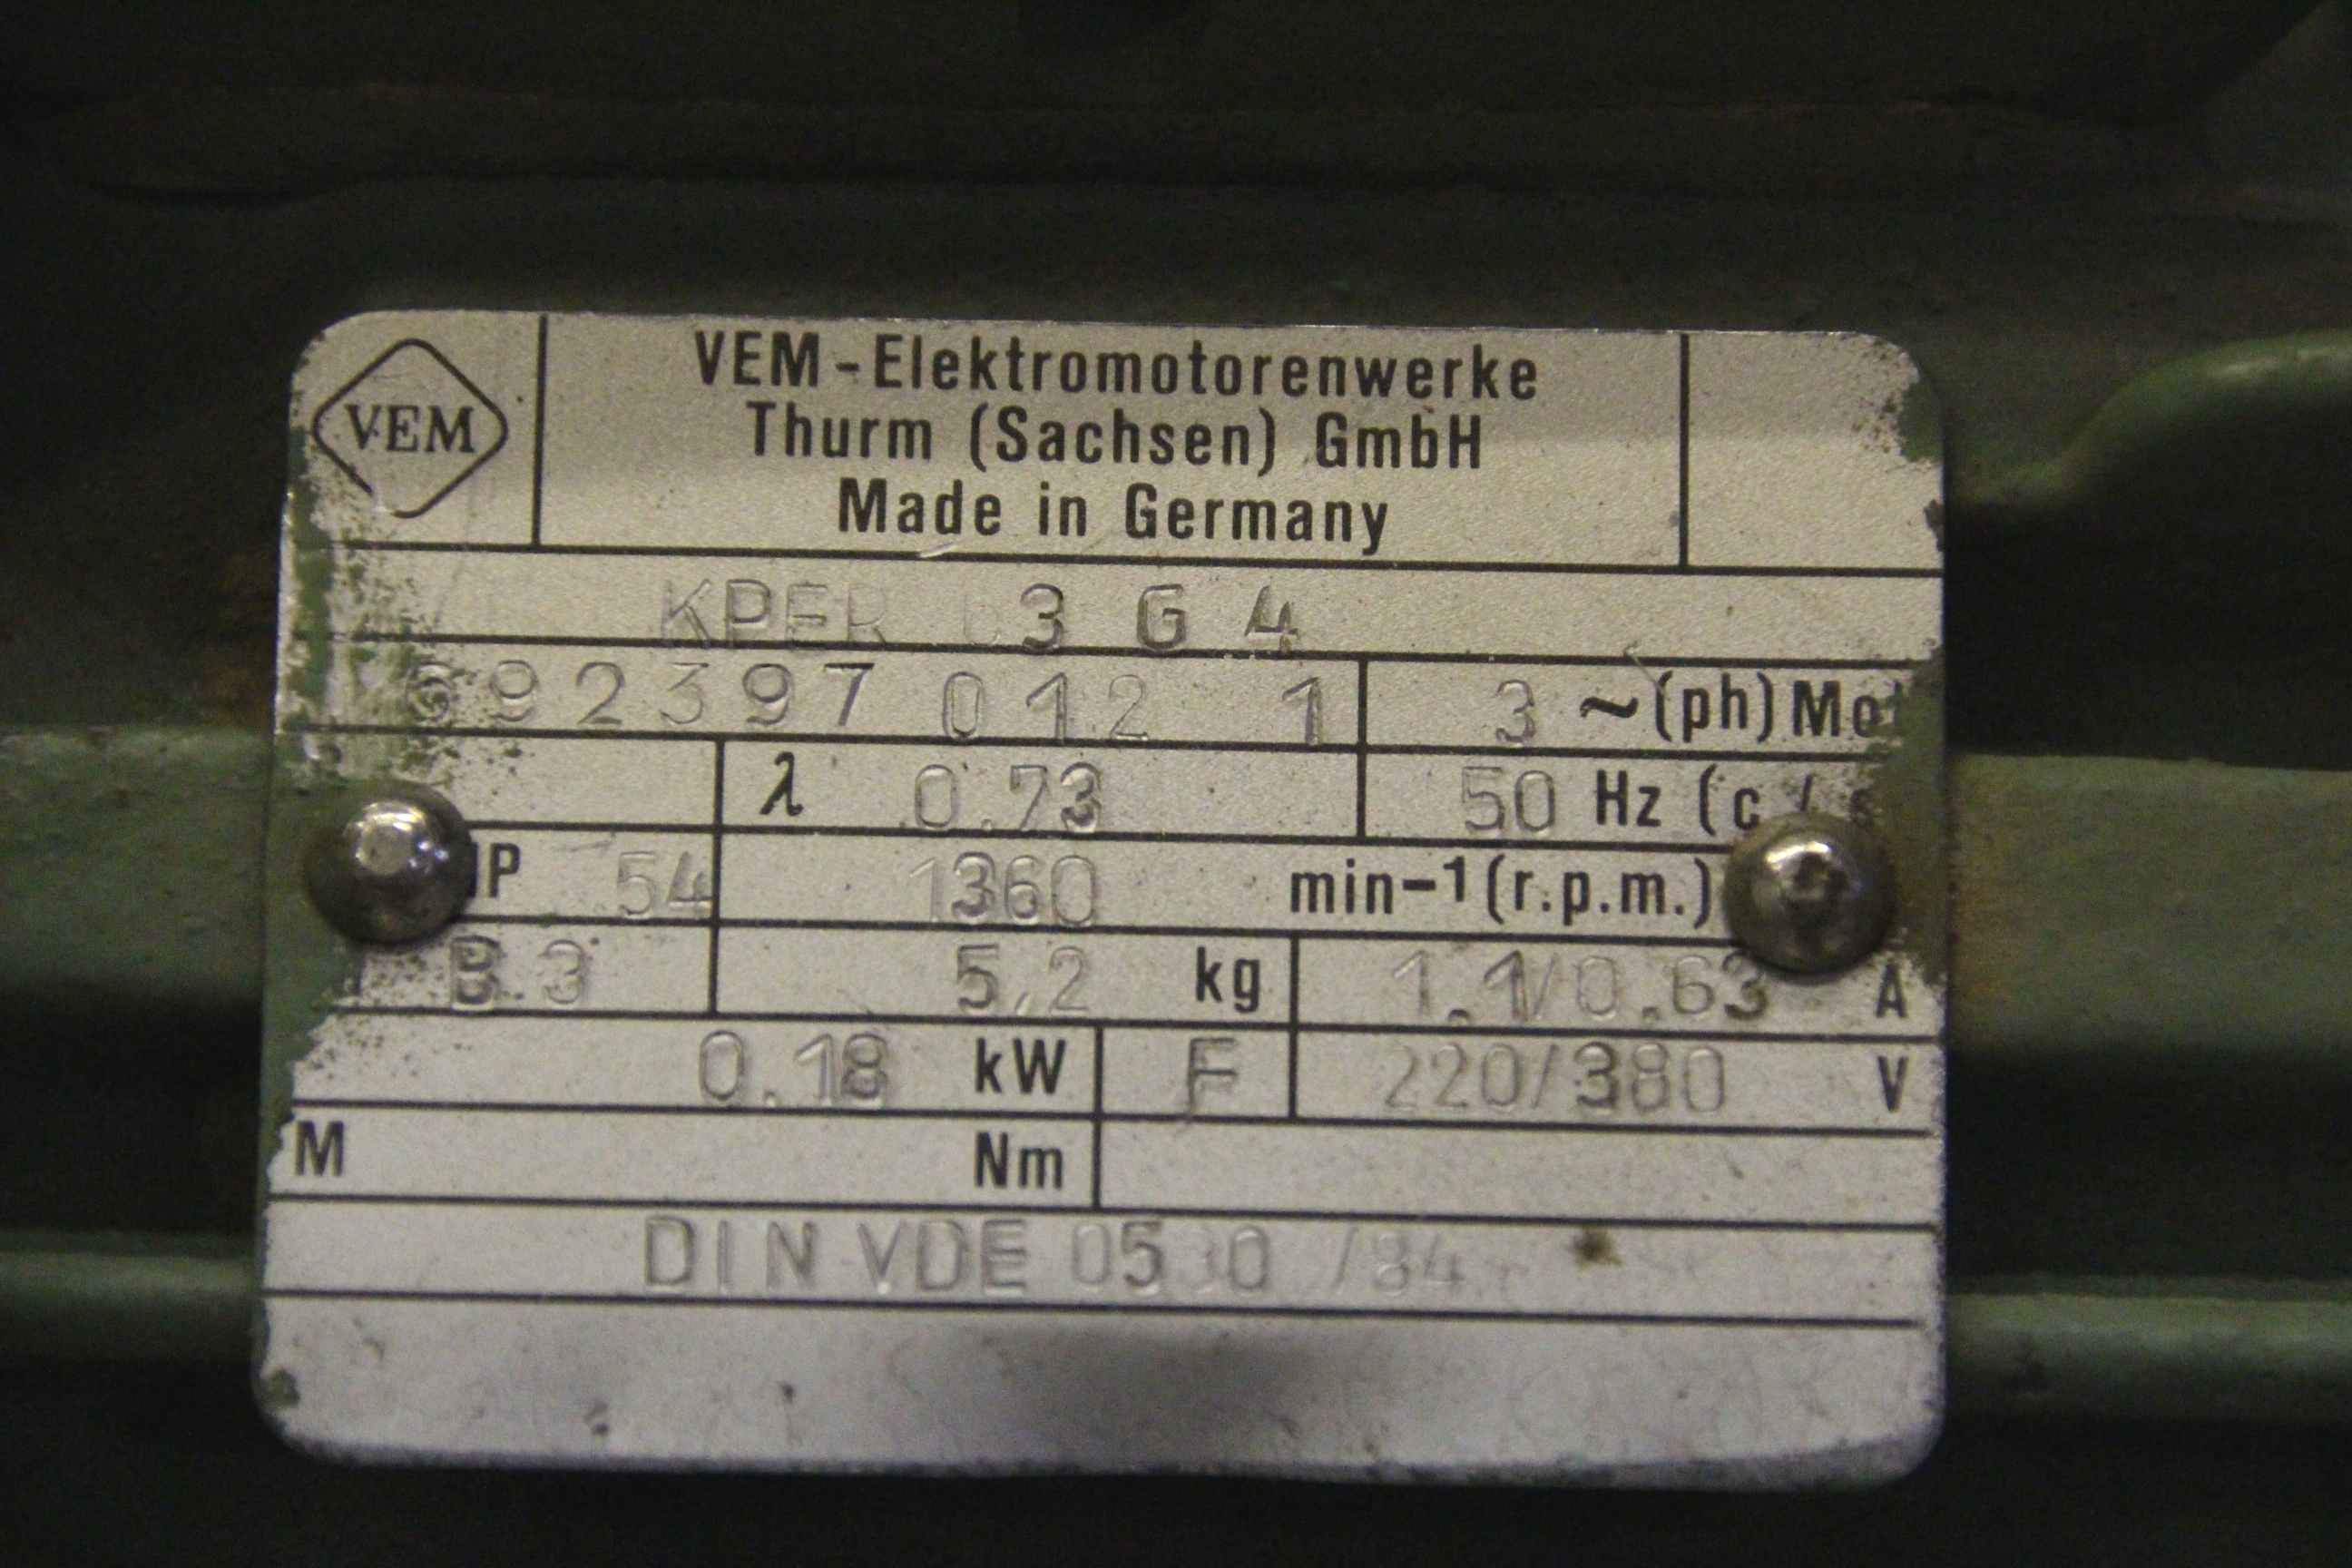 VEM
VEM-Elektromotorenwerke
Thurm (Sachsen) GmbH
Made in Germany
KPER 63 G 4
692397 012 1 3 ~(ph) Mot
λ 0.73 50 Hz (c/s
IP 54 1360 min-1(r.p.m.)
B.3 5,2 kg 1.1/0.63 A
0.18 kW F 220/380 V
M Nm
DIN VDE 0530 /84